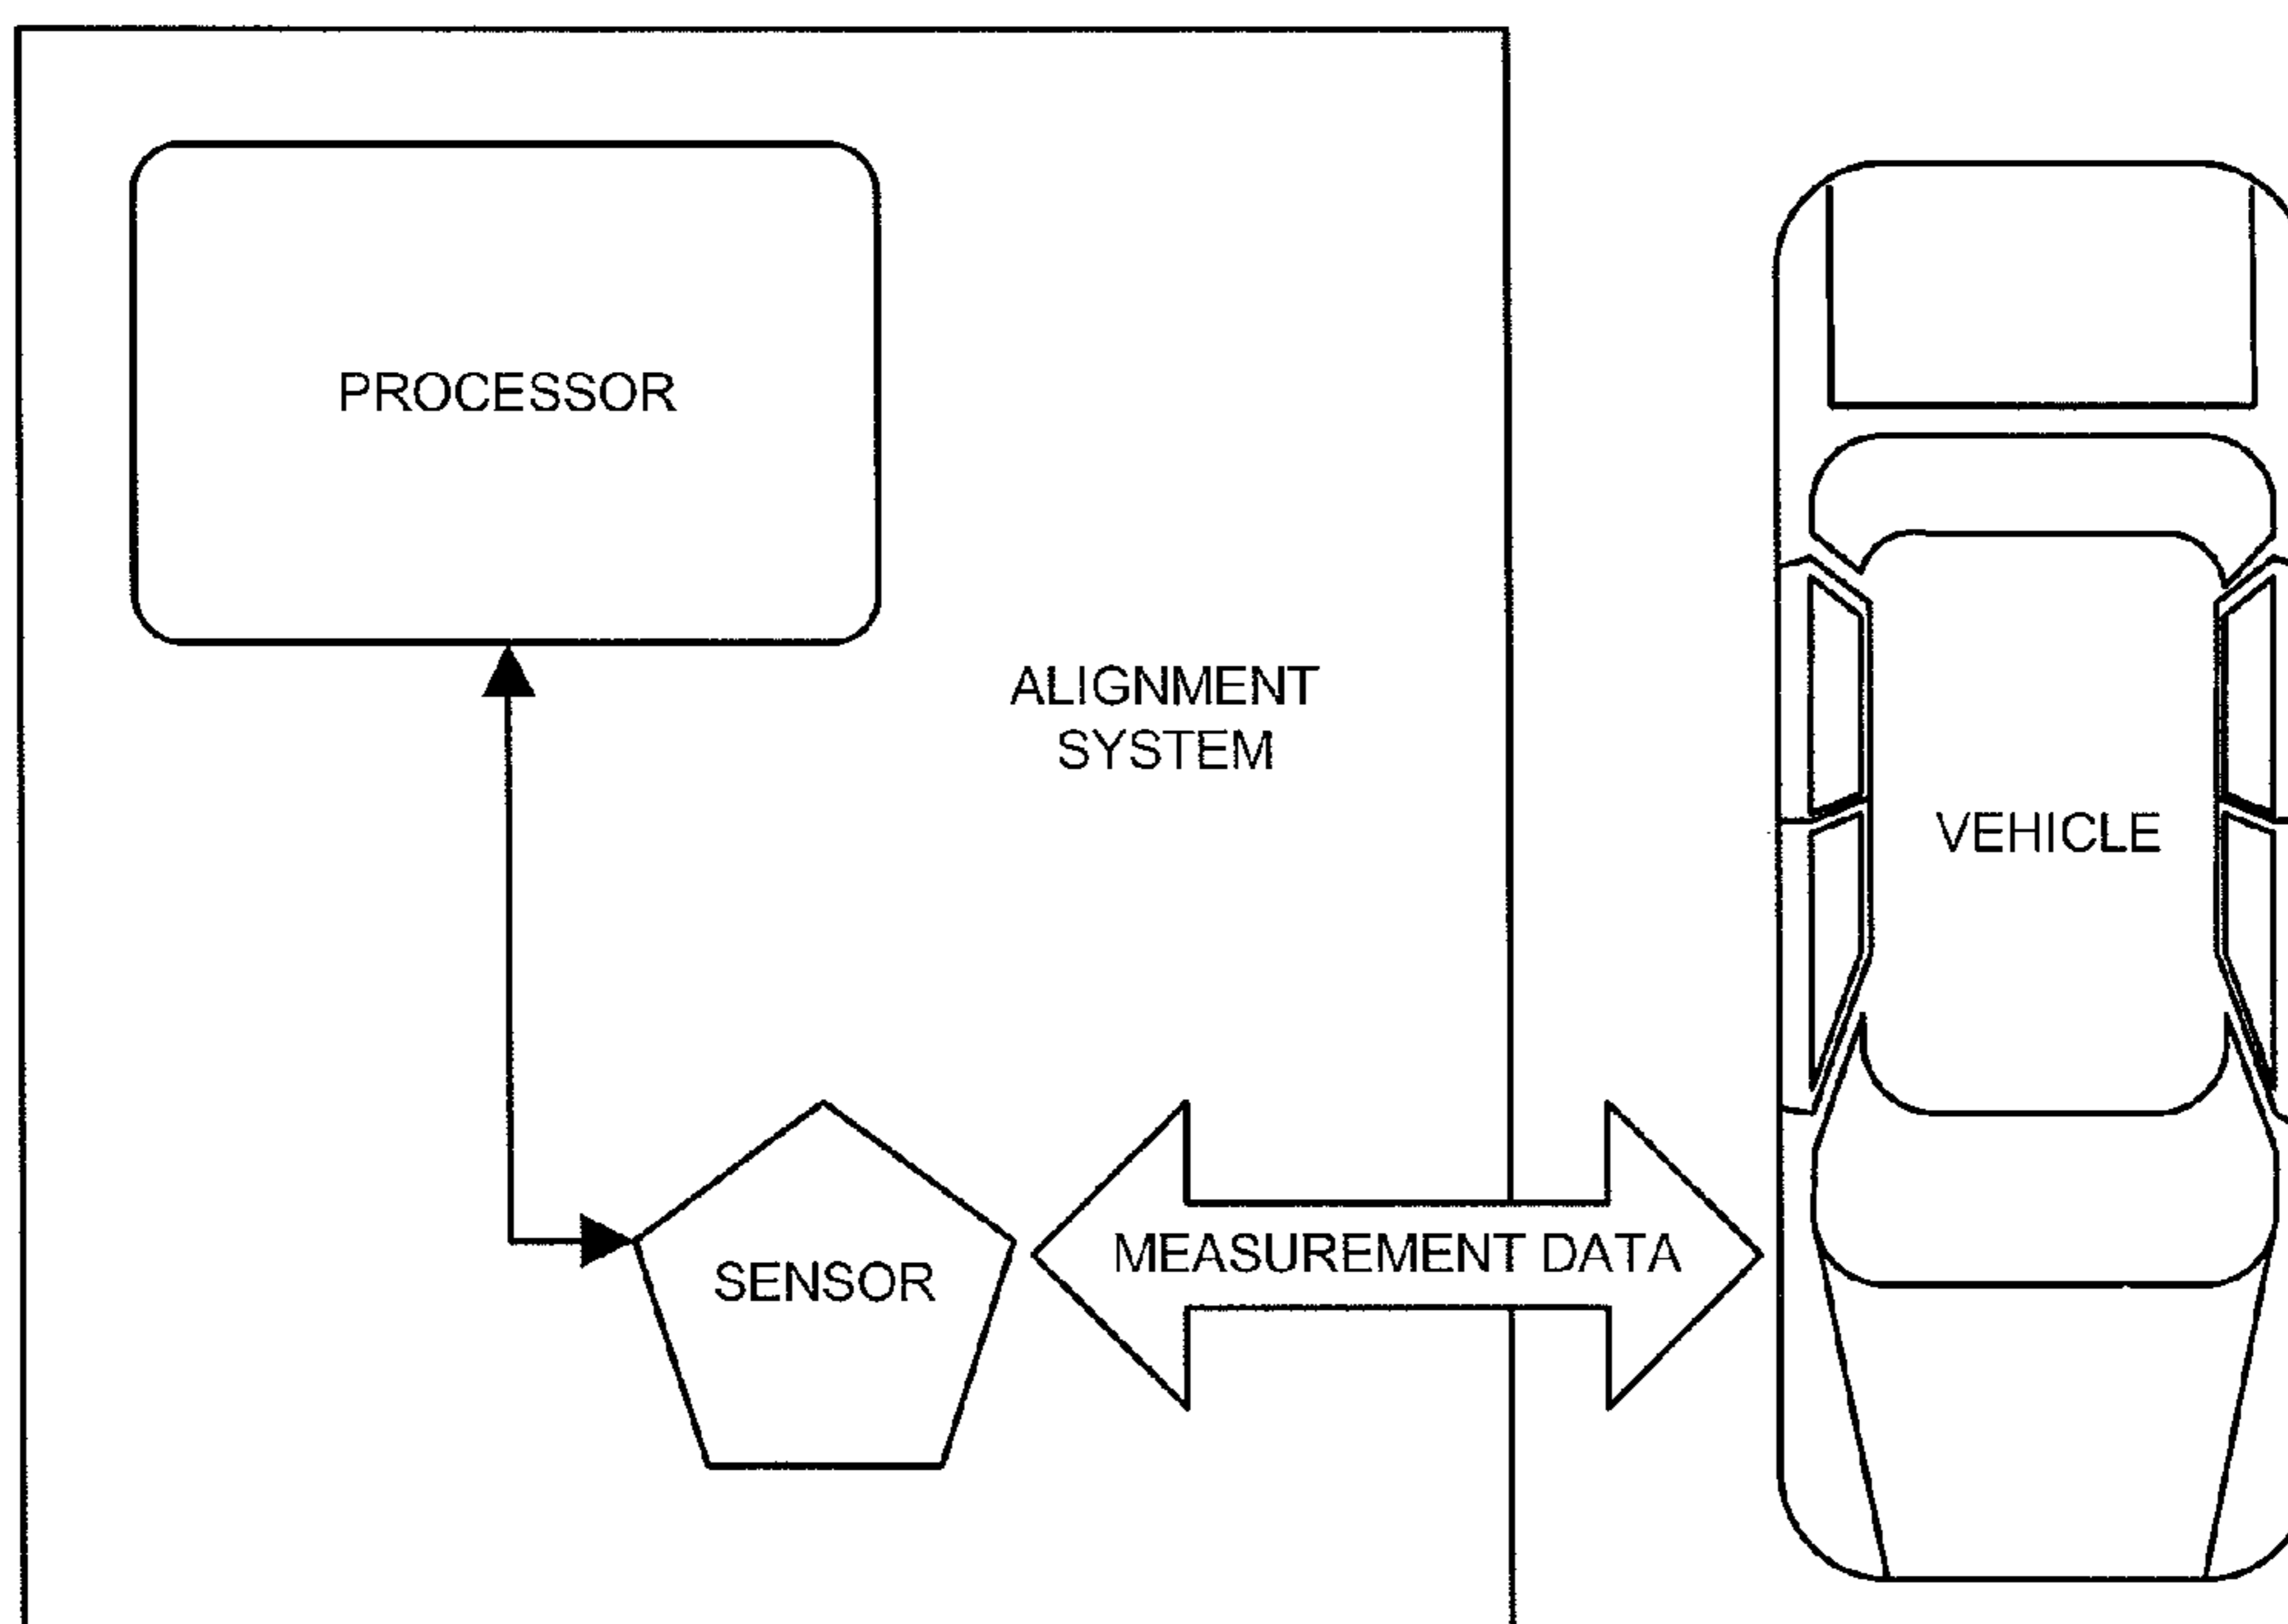 PROCESSOR
ALIGNMENT
SYSTEM
VEHICLE
MEASUREMENT DATA
SENSOR